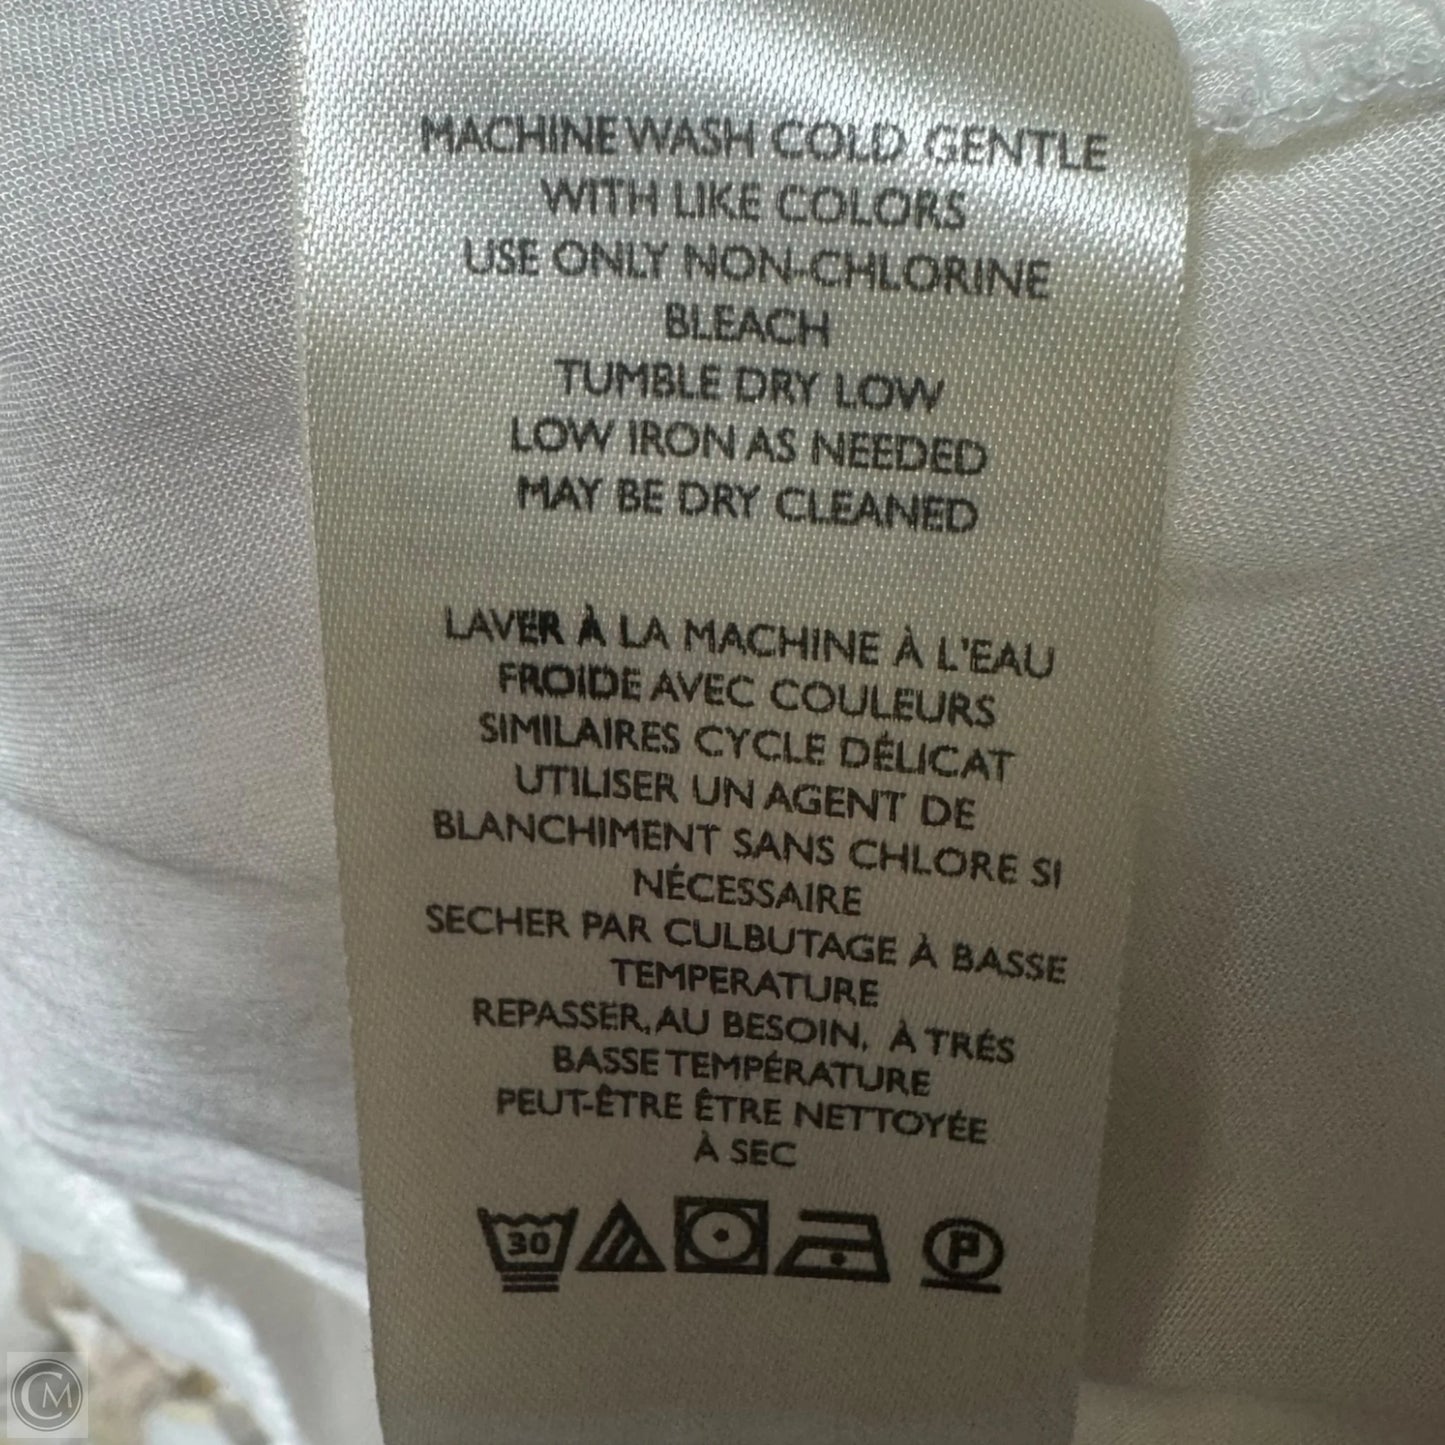 MACHINE WASH COLD GENTLE
WITH LIKE COLORS
USE ONLY NON-CHLORINE
BLEACH
TUMBLE DRY LOW
LOW IRON AS NEEDED
MAY BE DRY CLEANED
LAVER À LA MACHINE À L'EAU
FROIDE AVEC COULEURS
SIMILAIRES CYCLE DÉLICAT
UTILISER UN AGENT DE
BLANCHIMENT SANS CHLORE SI
NÉCESSAIRE
SECHER PAR CULBUTAGE À BASSE
TEMPERATURE
REPASSER, AU BESOIN, À TRÉS
BASSE TEMPÉRATURE
PEUT-ÊTRE ÊTRE NETTOYÉE
À SEC
30 P
CM